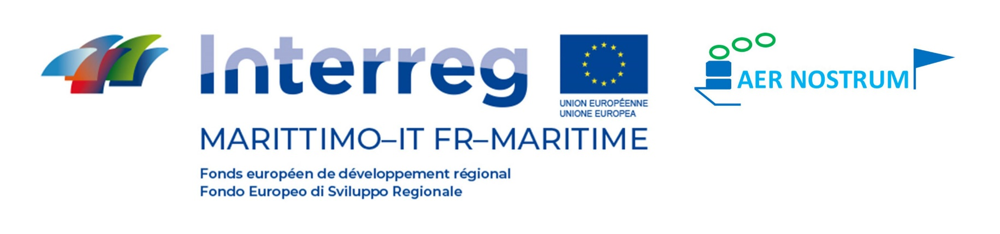 Interreg
UNION EUROPÉENNE
UNIONE EUROPEA
MARITTIMO–IT FR–MARITIME
Fonds européen de développement régional
Fondo Europeo di Sviluppo Regionale
AER NOSTRUM